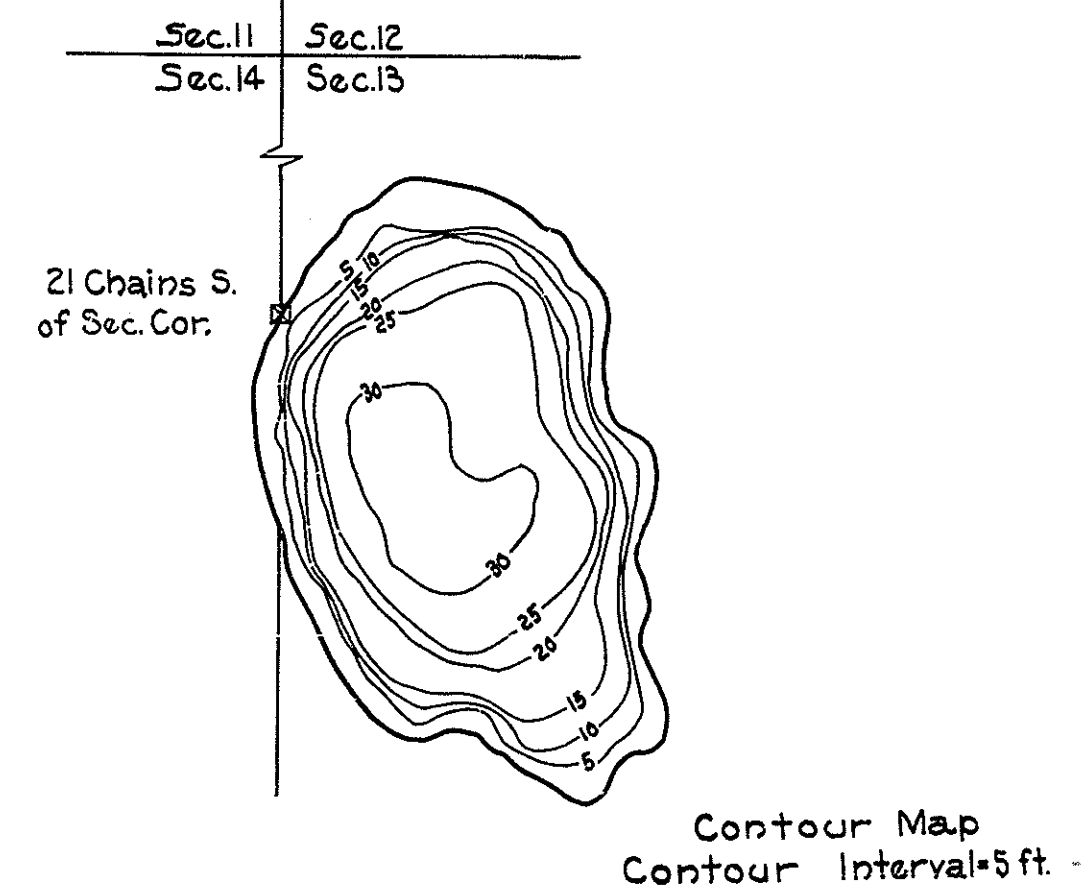 Sec.11 Sec.12
Sec.14 Sec.13
21 Chains S.
of Sec. Cor.
5
10
15
20
25
30
30
25
20
15
10
5
Contour Map
Contour Interval=5 ft.